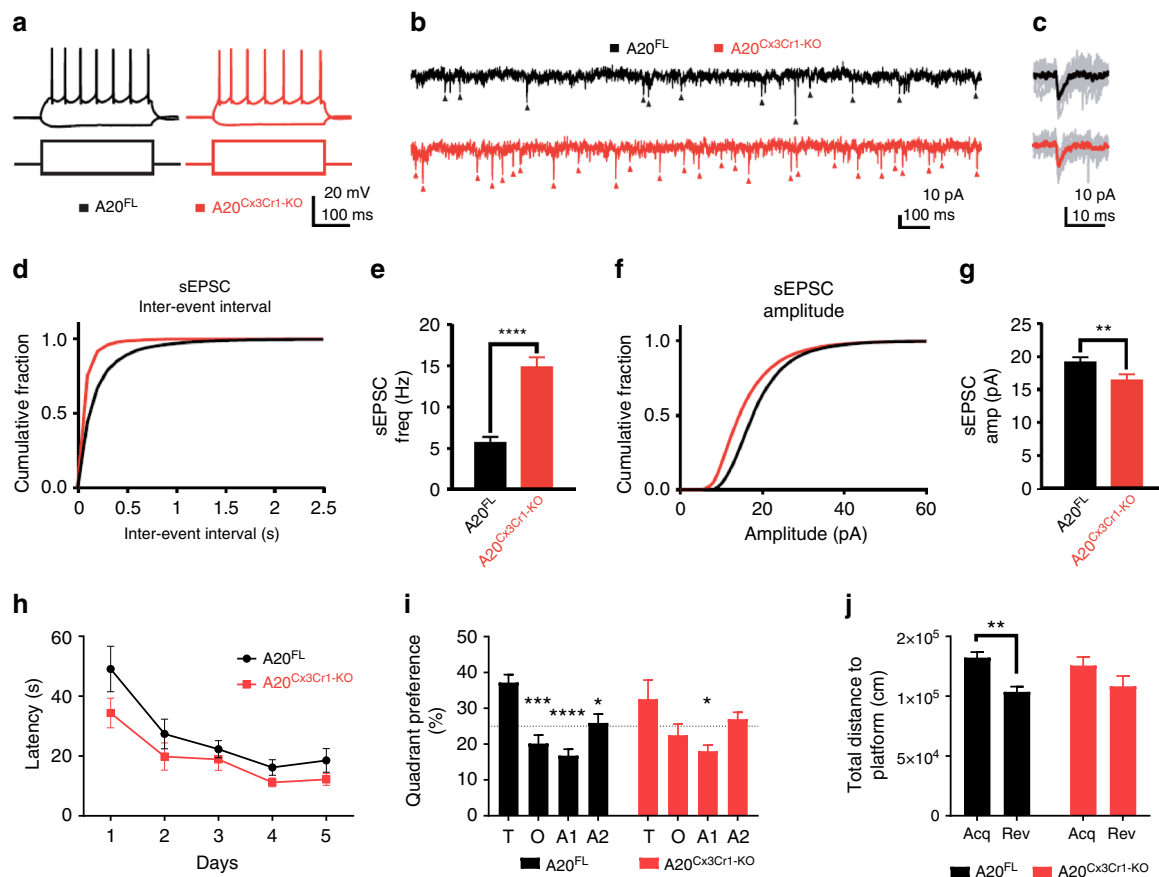 a
A20FL
A20Cx3Cr1-KO
20 mV
100 ms
b
A20FL
A20Cx3Cr1-KO
10 pA
100 ms
c
10 pA
10 ms
d
sEPSC
Inter-event interval
Cumulative fraction
1.0
0.5
0.0
0
0.5
1
1.5
2
2.5
Inter-event interval (s)
e
sEPSC
freq (Hz)
20
15
10
5
0
****
A20FL
A20Cx3Cr1-KO
f
sEPSC
amplitude
Cumulative fraction
1.0
0.5
0.0
0
20
40
60
Amplitude (pA)
g
sEPSC
amp (pA)
25
20
15
10
5
0
**
A20FL
A20Cx3Cr1-KO
h
Latency (s)
60
40
20
0
A20FL
A20Cx3Cr1-KO
1
2
3
4
5
Days
i
Quadrant preference
(%)
50
40
30
20
10
0
***
****
*
*
T O A1 A2
T O A1 A2
A20FL
A20Cx3Cr1-KO
j
Total distance to
platform (cm)
2×105
1×105
5×104
0
**
Acq Rev
Acq Rev
A20FL
A20Cx3Cr1-KO